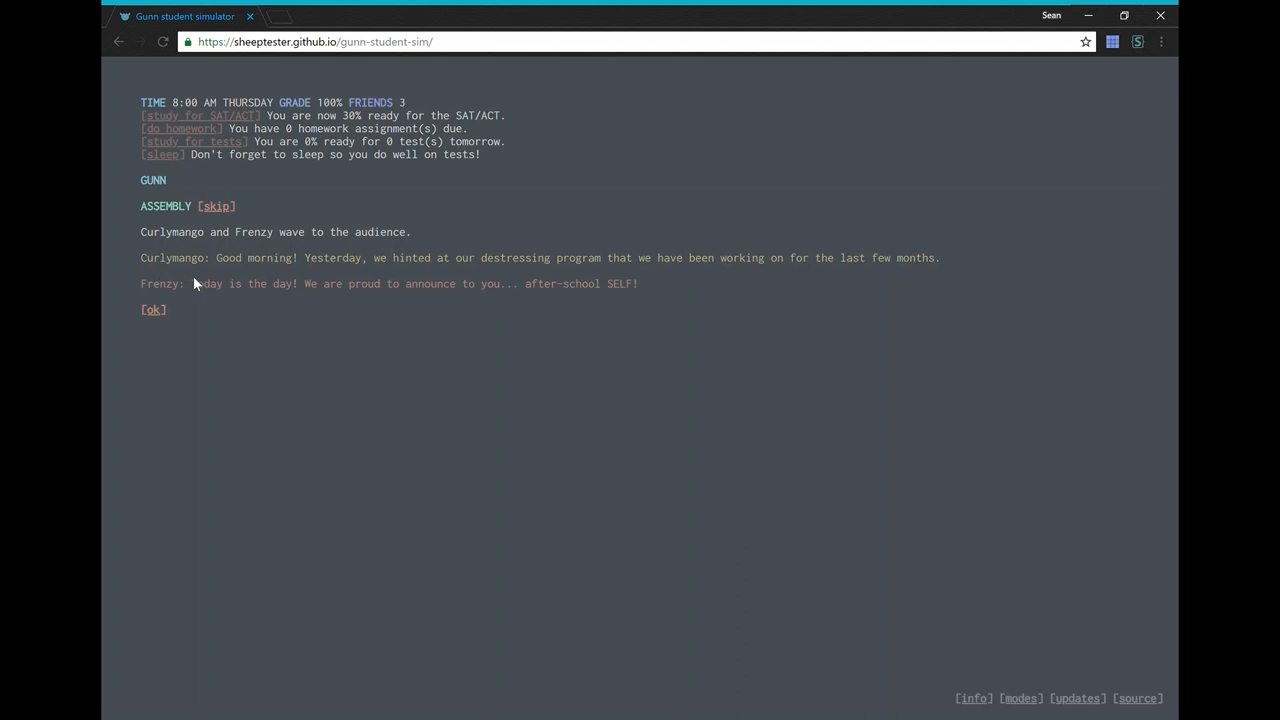 Gunn student simulator
Sean
https://sheeptester.github.io/gunn-student-sim/
TIME 8:00 AM THURSDAY GRADE 100% FRIENDS 3
[study for SAT/ACT] You are now 30% ready for the SAT/ACT.
[do homework] You have 0 homework assignment(s) due.
[study for tests] You are 0% ready for 0 test(s) tomorrow.
[sleep] Don't forget to sleep so you do well on tests!
GUNN
ASSEMBLY [skip]
Curlymango and Frenzy wave to the audience.
Curlymango: Good morning! Yesterday, we hinted at our destressing program that we have been working on for the last few months.
Frenzy: Today is the day! We are proud to announce to you... after-school SELF!
[ok]
[info] [modes] [updates] [source]